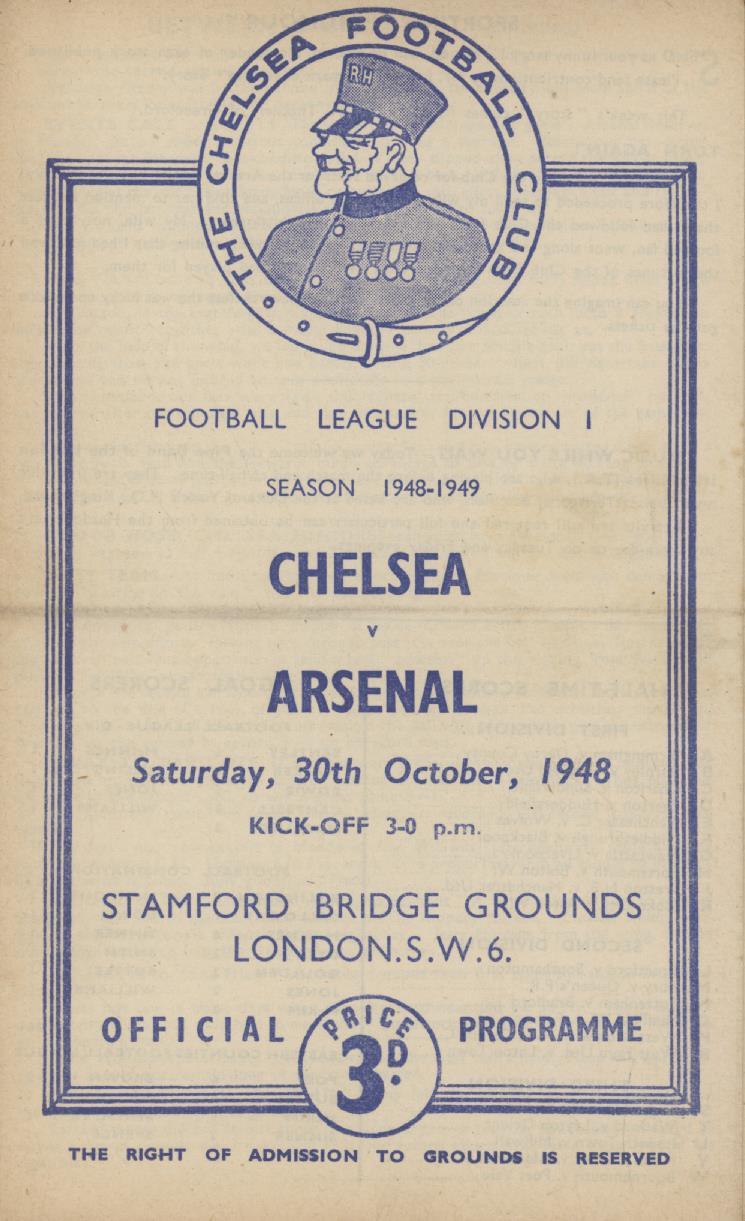 THE CHELSEA FOOTBALL CLUB
RH
FOOTBALL LEAGUE DIVISION I
SEASON 1948-1949
CHELSEA
v
ARSENAL
Saturday, 30th October, 1948
KICK-OFF 3-0 p.m.
STAMFORD BRIDGE GROUNDS
LONDON.S.W.6.
OFFICIAL PROGRAMME
PRICE
3D.
THE RIGHT OF ADMISSION TO GROUNDS IS RESERVED